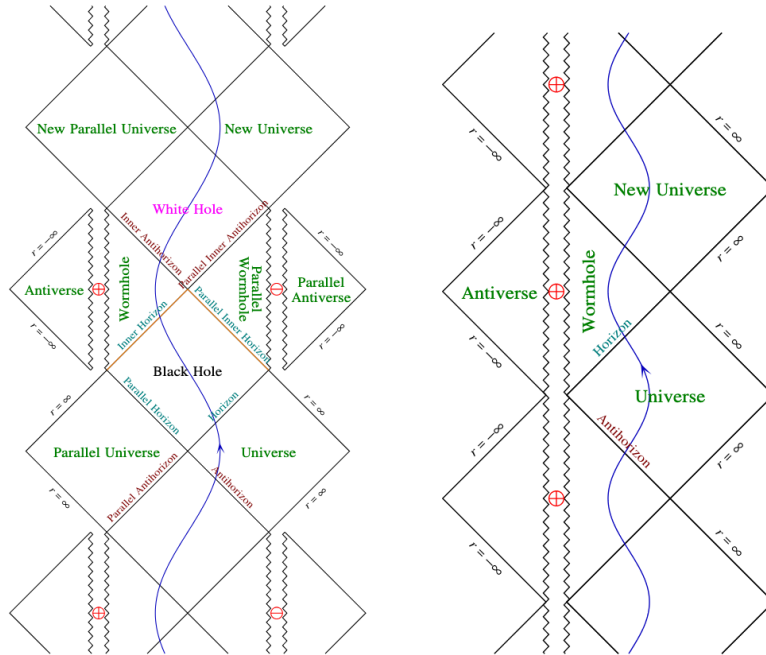 New Parallel Universe
New Universe
White Hole
Inner Antihorizon
Parallel Inner Antihorizon
r = −∞
r = −∞
Antiverse
Wormhole
Parallel
Wormhole
Parallel
Antiverse
r = −∞
r = −∞
Inner Horizon
Parallel Inner Horizon
Black Hole
r = ∞
Parallel Horizon
Horizon
r = ∞
Parallel Universe
Universe
r = ∞
Parallel Antihorizon
Antihorizon
r = ∞
r = −∞
r = ∞
New Universe
r = −∞
r = ∞
Antiverse
Wormhole
r = −∞
Horizon
r = ∞
Universe
r = −∞
Antihorizon
r = ∞
r = −∞
r = ∞